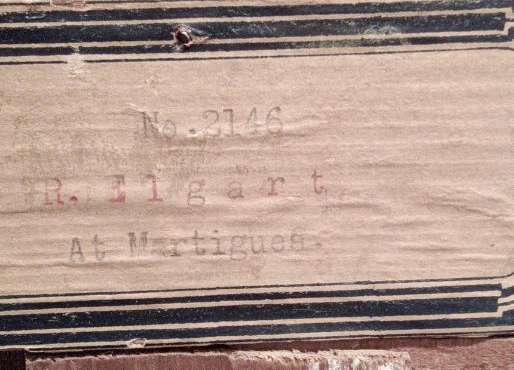 No.2146
R. Elgart.
At Martigues.